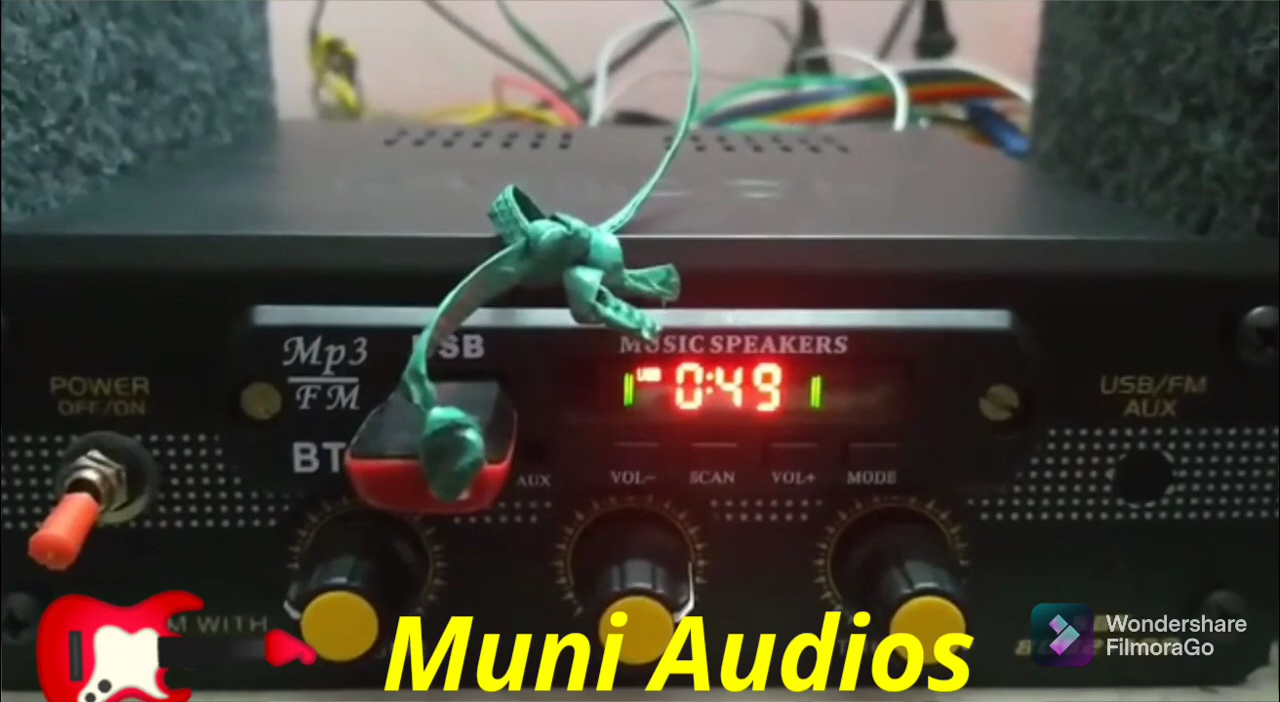 Mp3
FM
USB
BT
MUSIC SPEAKERS
USB
0:49
POWER
OFF/ON
USB/FM
AUX
AUX
VOL−
SCAN
VOL+
MODE
WITH
Muni Audios
Wondershare
FilmoraGo